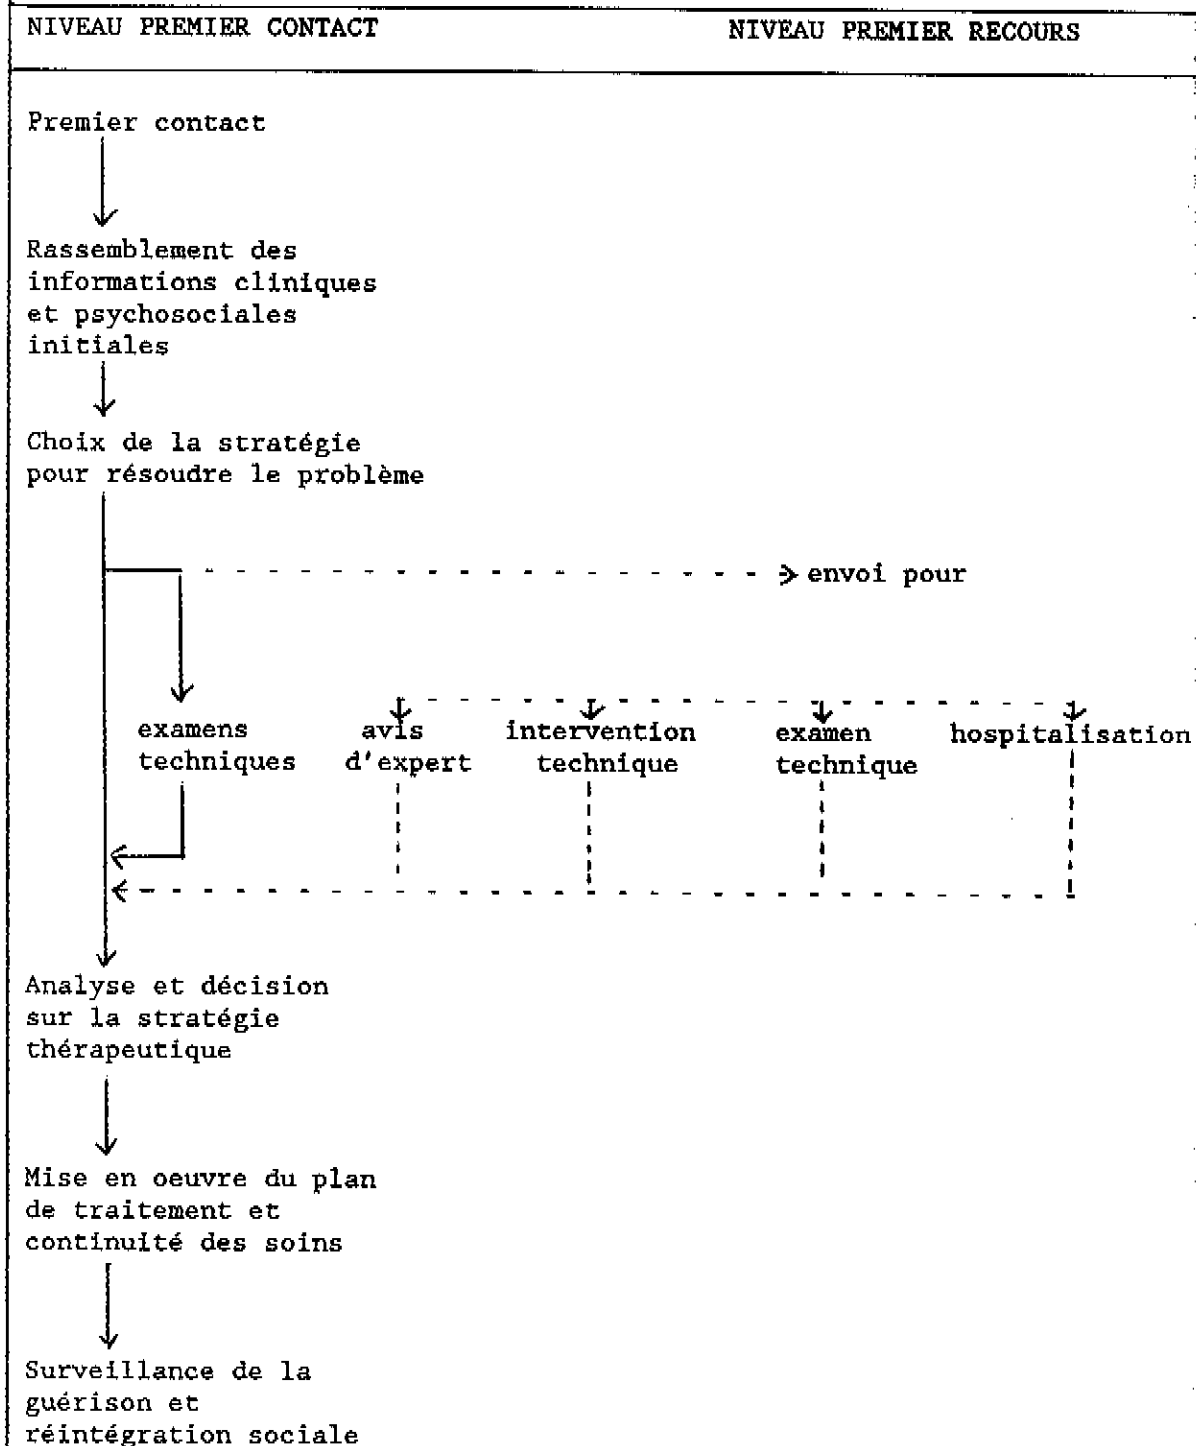 NIVEAU PREMIER CONTACT
NIVEAU PREMIER RECOURS
Premier contact
Rassemblement des
informations cliniques
et psychosociales
initiales
Choix de la stratégie
pour résoudre le problème
envoi pour
examens
techniques
avis
d'expert
intervention
technique
examen
technique
hospitalisation
Analyse et décision
sur la stratégie
thérapeutique
Mise en oeuvre du plan
de traitement et
continuité des soins
Surveillance de la
guérison et
réintégration sociale